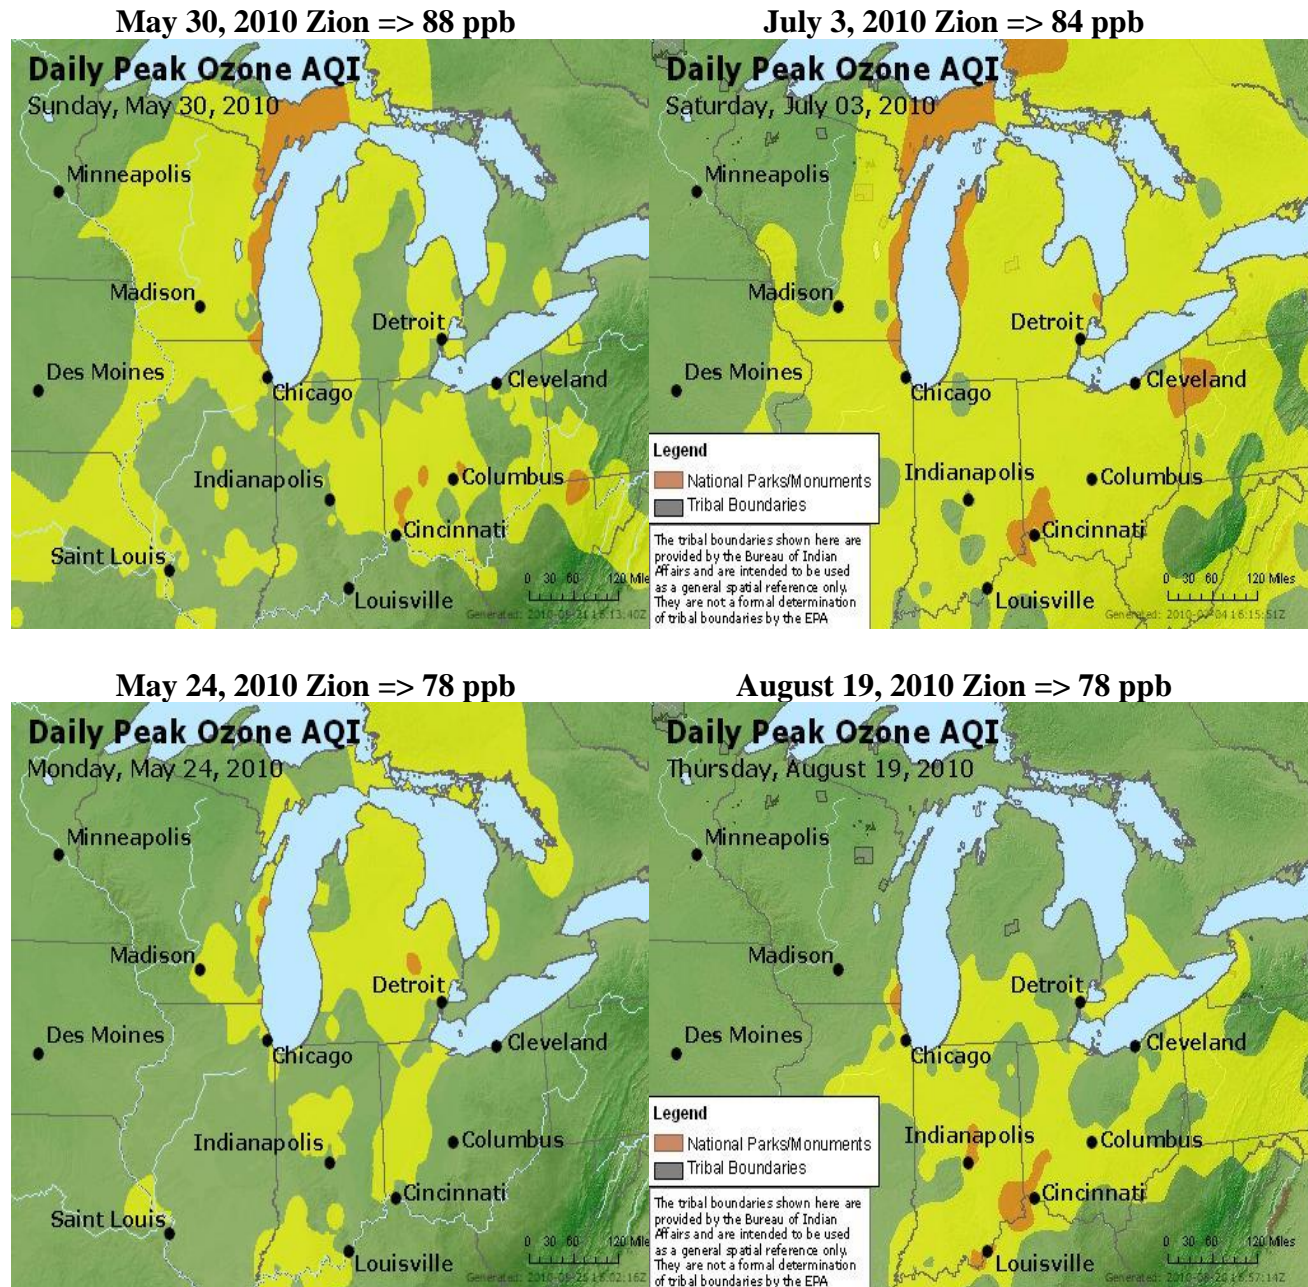 May 30, 2010 Zion => 88 ppb
Daily Peak Ozone AQI
Sunday, May 30, 2010
Minneapolis
Madison
Detroit
Des Moines
Chicago
Cleveland
Indianapolis
Columbus
Cincinnati
Saint Louis
Louisville
0 30 60 120 Mile
July 3, 2010 Zion => 84 ppb
Daily Peak Ozone AQI
Saturday, July 03, 2010
Minneapolis
Madison
Detroit
Des Moines
Chicago
Cleveland
Legend
National Parks/Monuments
Tribal Boundaries
Indianapolis
Columbus
Cincinnati
Louisville
The tribal boundaries shown here are
provided by the Bureau of Indian
Affairs and are intended to be used
as a general spatial reference only.
They are not a formal determination
of tribal boundaries by the EPA
0 30 60 120 Miles
Generated: 2010-07-04 16:15:51Z
May 24, 2010 Zion => 78 ppb
Daily Peak Ozone AQI
Monday, May 24, 2010
Minneapolis
Madison
Detroit
Des Moines
Chicago
Cleveland
Indianapolis
Columbus
Cincinnati
Saint Louis
Louisville
0 30 60 120 Mile
August 19, 2010 Zion => 78 ppb
Daily Peak Ozone AQI
Thursday, August 19, 2010
Minneapolis
Madison
Detroit
Des Moines
Chicago
Cleveland
Legend
National Parks/Monuments
Tribal Boundaries
Indianapolis
Columbus
Cincinnati
Louisville
The tribal boundaries shown here are
provided by the Bureau of Indian
Affairs and are intended to be used
as a general spatial reference only.
They are not a formal determination
of tribal boundaries by the EPA
0 30 60 120 Miles